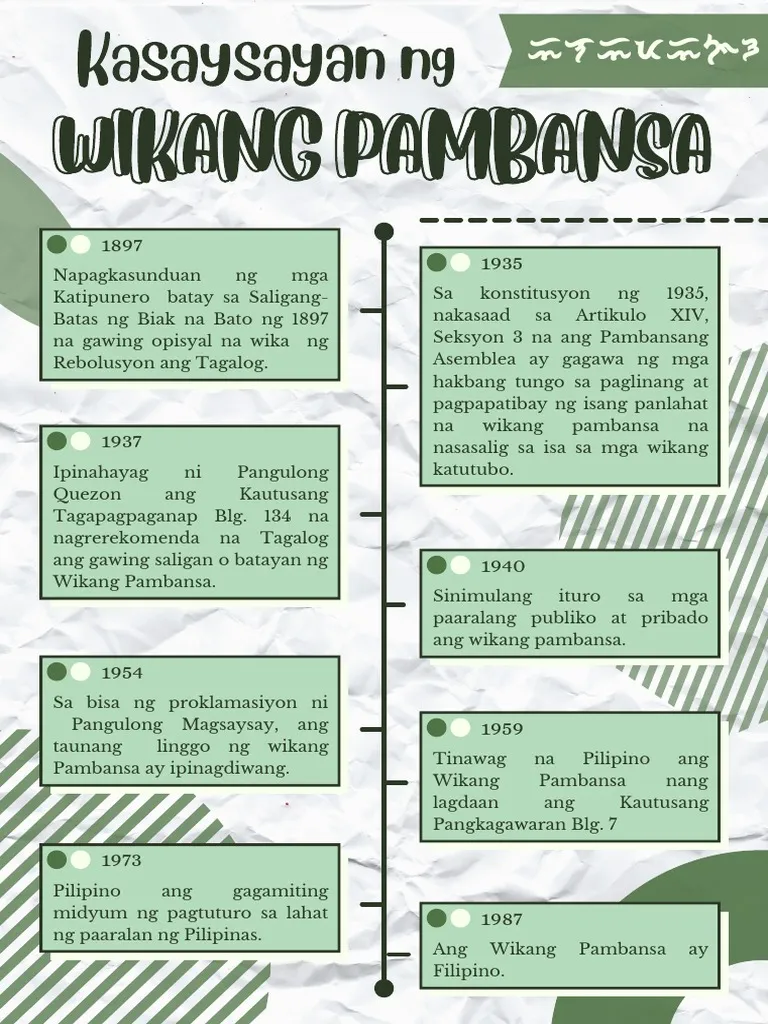 Kasaysayan ng
WIKANG PAMBANSA
1897
Napagkasunduan ng mga
Katipunero batay sa Saligang-
Batas ng Biak na Bato ng 1897
na gawing opisyal na wika ng
Rebolusyon ang Tagalog.
1935
Sa konstitusyon ng 1935,
nakasaad sa Artikulo XIV,
Seksyon 3 na ang Pambansang
Asemblea ay gagawa ng mga
hakbang tungo sa paglinang at
pagpapatibay ng isang panlahat
na wikang pambansa na
nasasalig sa isa sa mga wikang
katutubo.
1937
Ipinahayag ni Pangulong
Quezon ang Kautusang
Tagapagpaganap Blg. 134 na
nagrerekomenda na Tagalog
ang gawing saligan o batayan ng
Wikang Pambansa.
1940
Sinimulang ituro sa mga
paaralang publiko at pribado
ang wikang pambansa.
1954
Sa bisa ng proklamasiyon ni
Pangulong Magsaysay, ang
taunang linggo ng wikang
Pambansa ay ipinagdiwang.
1959
Tinawag na Pilipino ang
Wikang Pambansa nang
lagdaan ang Kautusang
Pangkagawaran Blg. 7
1973
Pilipino ang gagamiting
midyum ng pagtuturo sa lahat
ng paaralan ng Pilipinas.
1987
Ang Wikang Pambansa ay
Filipino.